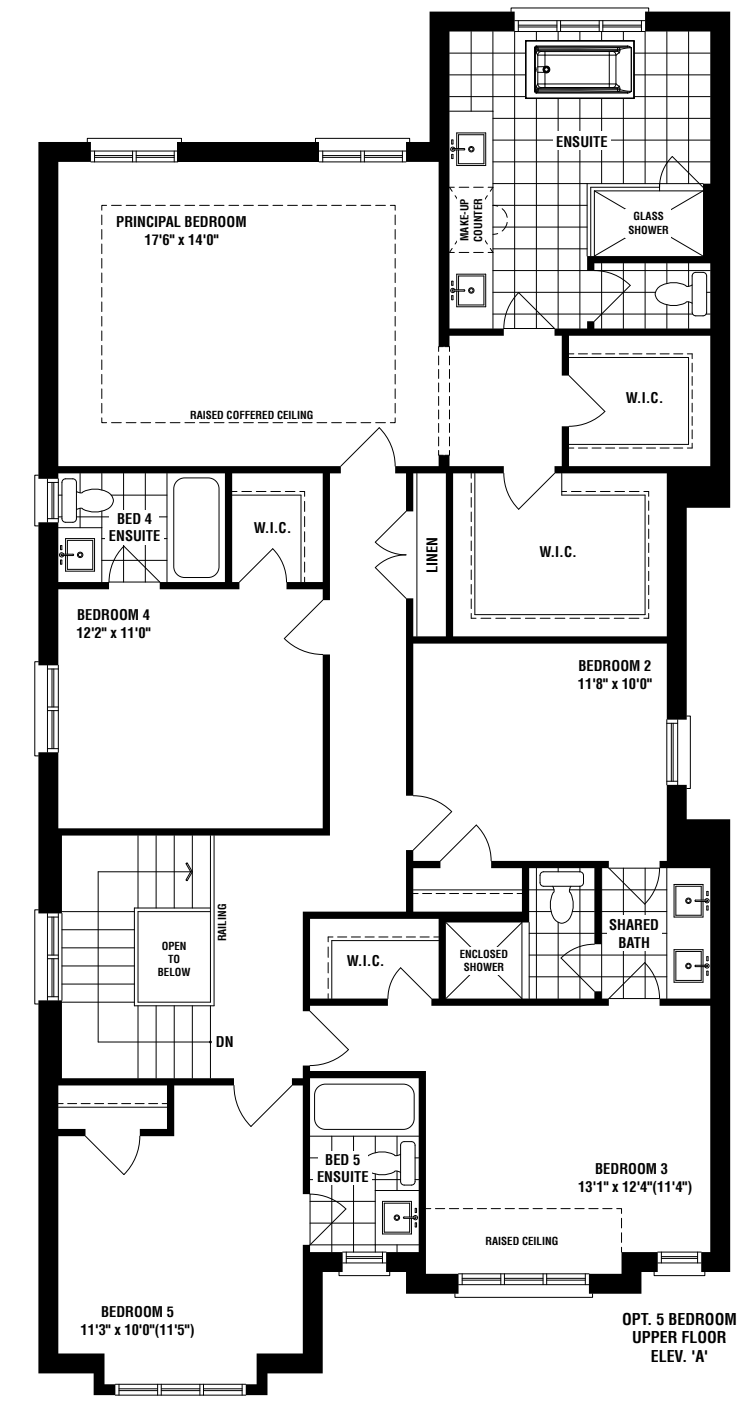 ENSUITE
MAKE-UP
COUNTER
GLASS
SHOWER
PRINCIPAL BEDROOM
17'6" x 14'0"
RAISED COFFERED CEILING
W.I.C.
BED 4
ENSUITE
W.I.C.
LINEN
W.I.C.
BEDROOM 4
12'2" x 11'0"
BEDROOM 2
11'8" x 10'0"
RAILING
OPEN
TO
BELOW
DN
W.I.C.
ENCLOSED
SHOWER
SHARED
BATH
BED 5
ENSUITE
BEDROOM 3
13'1" x 12'4"(11'4")
RAISED CEILING
BEDROOM 5
11'3" x 10'0"(11'5")
OPT. 5 BEDROOM
UPPER FLOOR
ELEV. 'A'